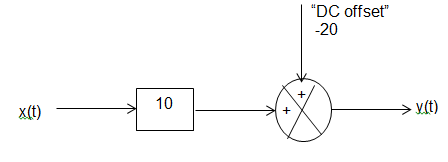 “DC offset”
-20
x(t)
10
+
+
y(t)